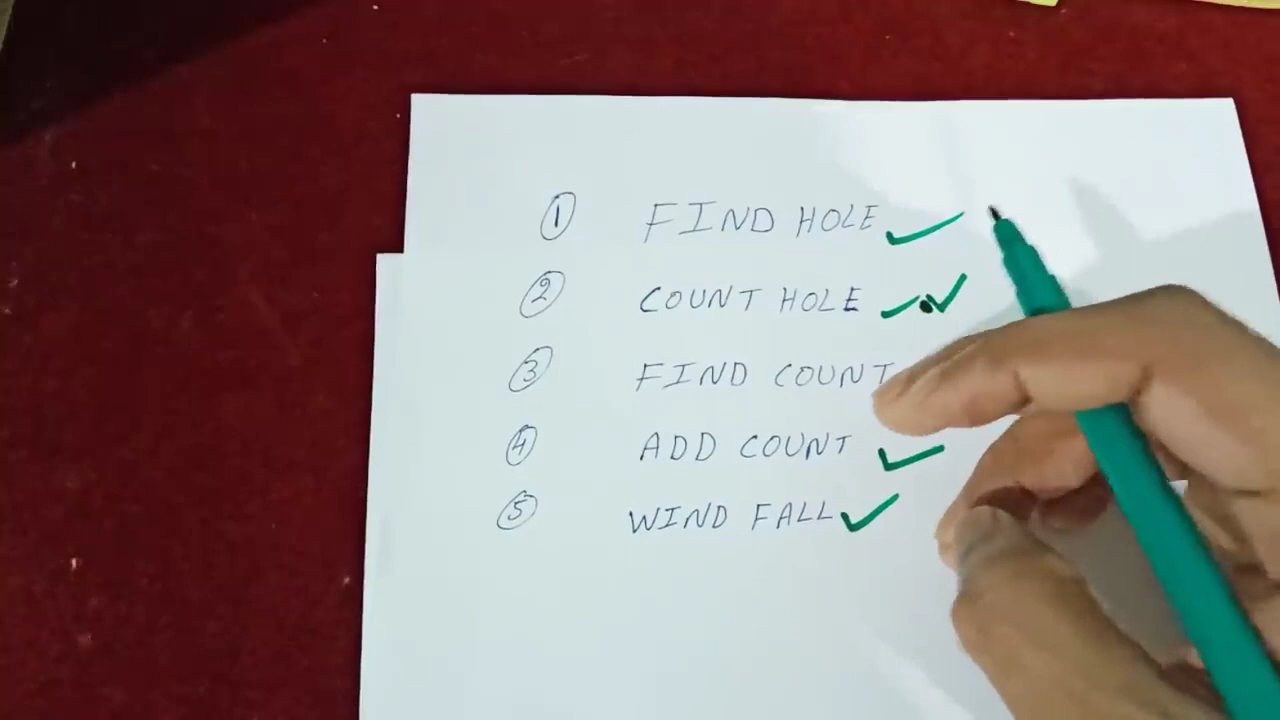 ① FIND HOLE ✓
② COUNT HOLE ✓✓
③ FIND COUNT
④ ADD COUNT ✓
⑤ WIND FALL ✓